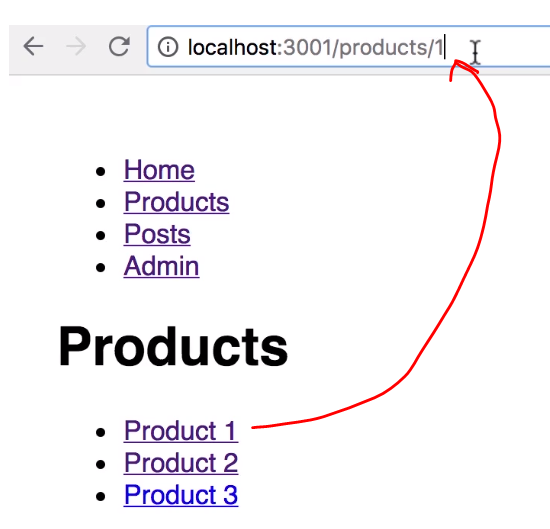 localhost:3001/products/1
Home
Products
Posts
Admin
Products
Product 1
Product 2
Product 3